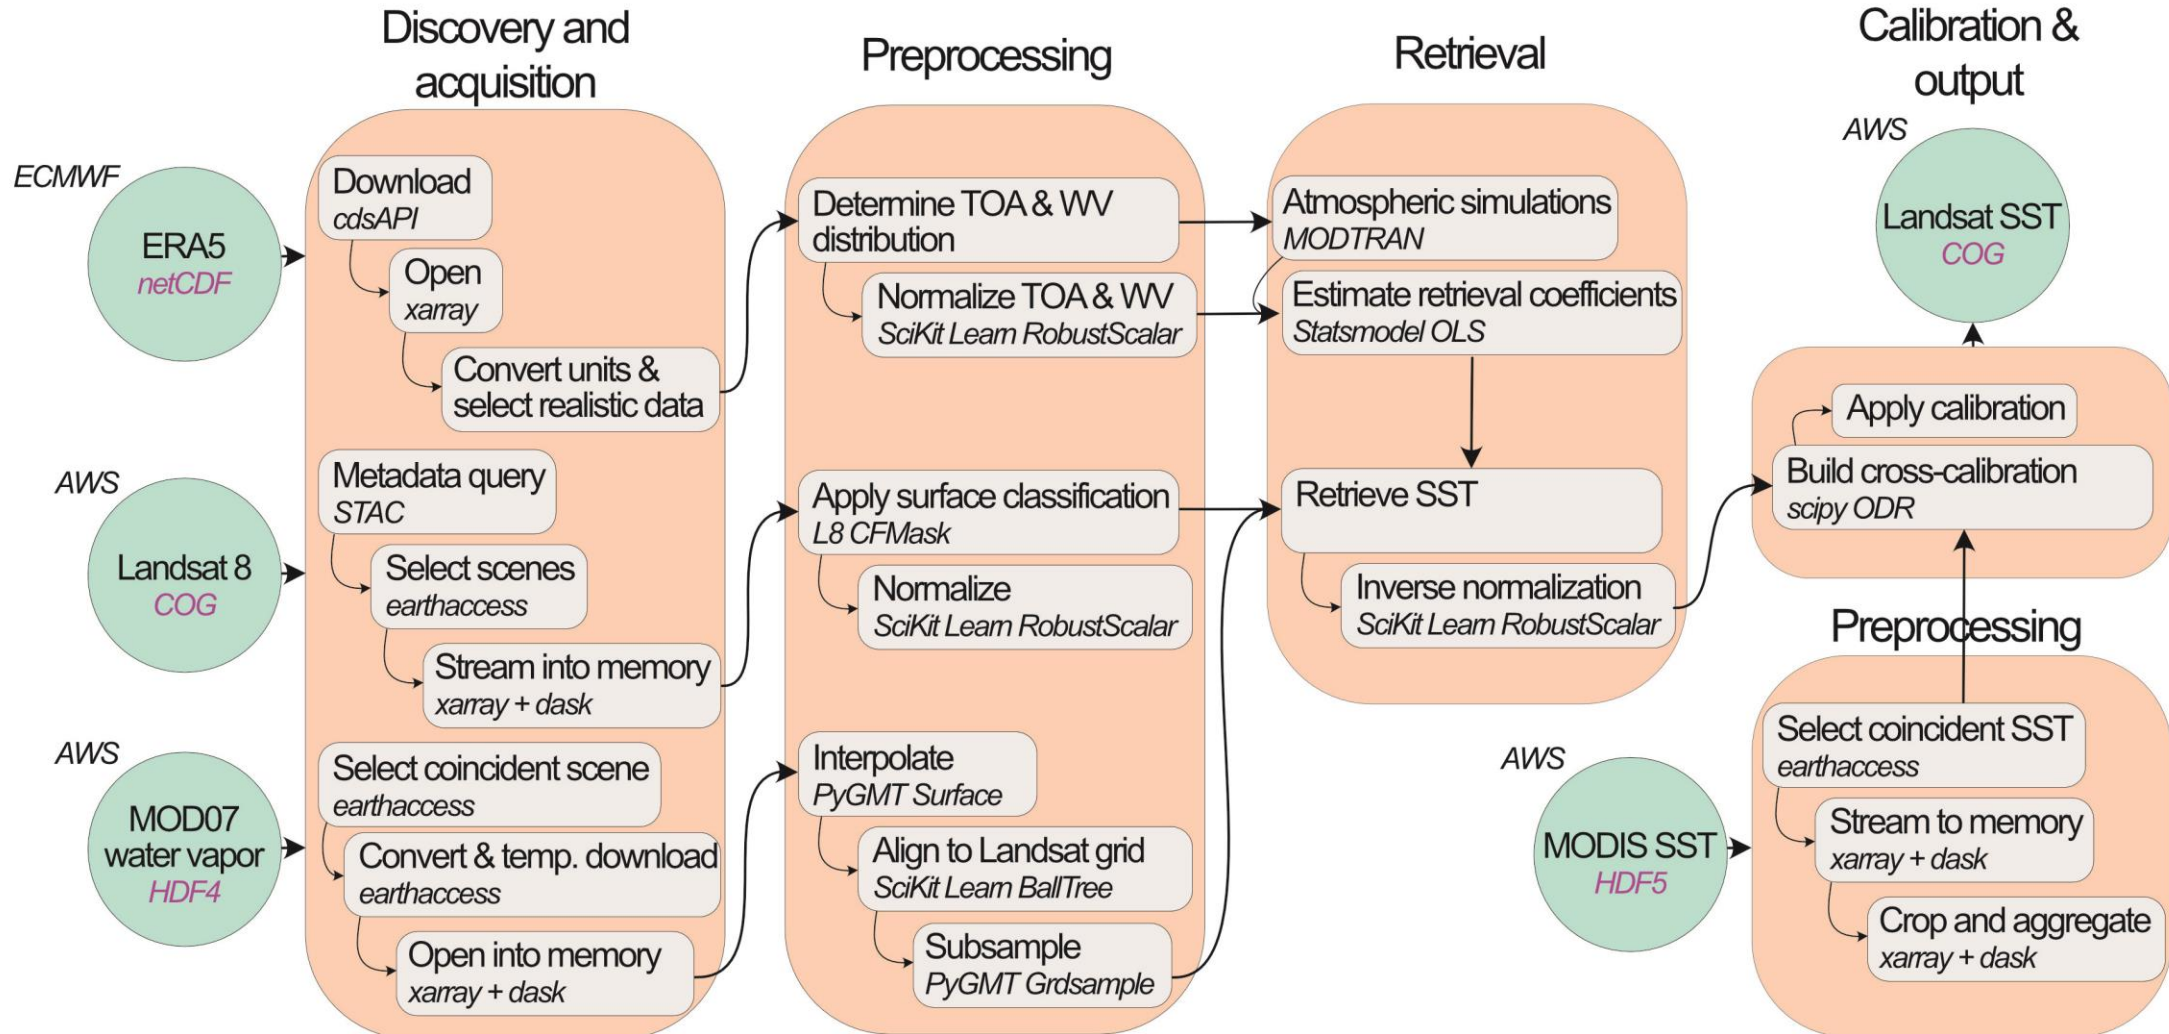 Discovery and
acquisition
Preprocessing
Retrieval
Calibration &
output
ECMWF
ERA5
netCDF
Download
cdsAPI
Open
xarray
Convert units &
select realistic data
Determine TOA & WV
distribution
Normalize TOA & WV
SciKit Learn RobustScalar
Atmospheric simulations
MODTRAN
Estimate retrieval coefficients
Statsmodel OLS
AWS
Landsat SST
COG
Apply calibration
Build cross-calibration
scipy ODR
AWS
Landsat 8
COG
Metadata query
STAC
Select scenes
earthaccess
Stream into memory
xarray + dask
Apply surface classification
L8 CFMask
Normalize
SciKit Learn RobustScalar
Retrieve SST
Inverse normalization
SciKit Learn RobustScalar
AWS
MOD07
water vapor
HDF4
Select coincident scene
earthaccess
Convert & temp. download
earthaccess
Open into memory
xarray + dask
Interpolate
PyGMT Surface
Align to Landsat grid
SciKit Learn BallTree
Subsample
PyGMT Grdsample
AWS
MODIS SST
HDF5
Preprocessing
Select coincident SST
earthaccess
Stream to memory
xarray + dask
Crop and aggregate
xarray + dask